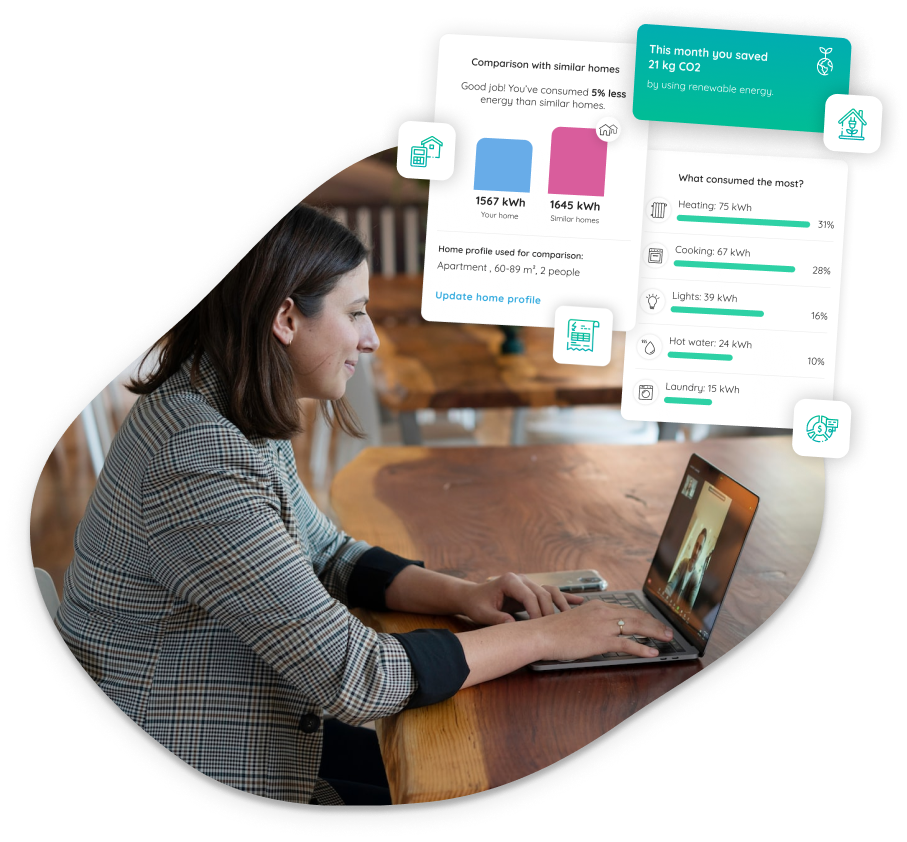 Comparison with similar homes
Good job! You've consumed 5% less
energy than similar homes.
1567 kWh
Your home
1645 kWh
Similar homes
Home profile used for comparison:
Apartment , 60-89 m², 2 people
Update home profile
This month you saved
21 kg CO2
by using renewable energy.
What consumed the most?
Heating: 75 kWh
31%
Cooking: 67 kWh
28%
Lights: 39 kWh
16%
Hot water: 24 kWh
10%
Laundry: 15 kWh
$